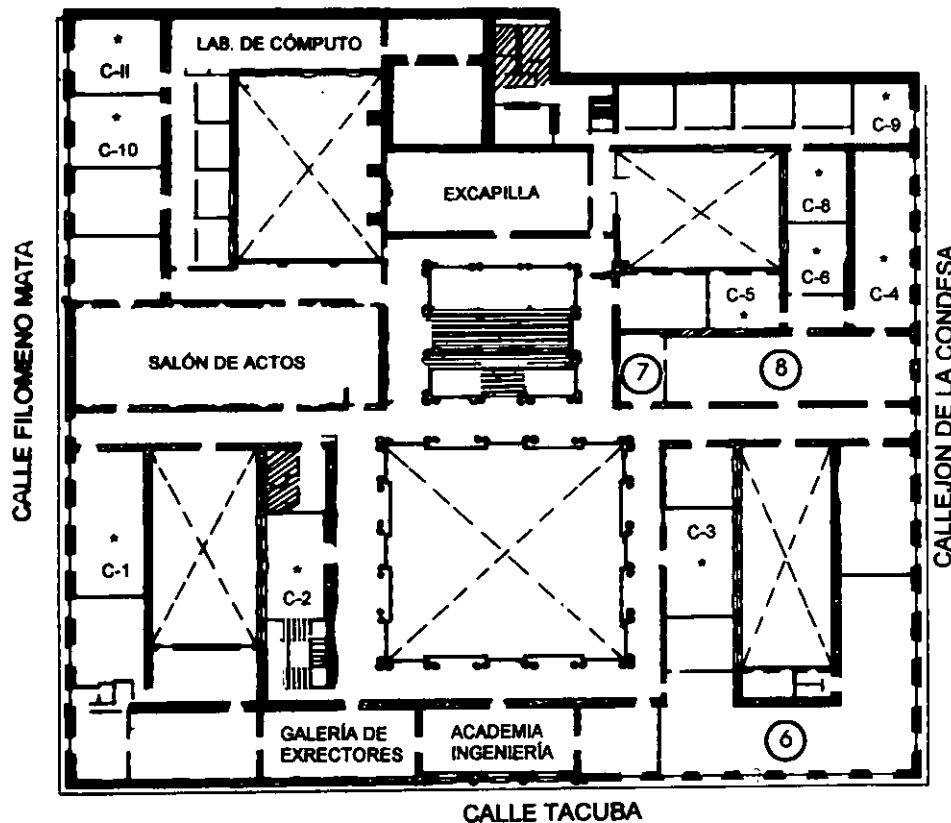 LAB. DE CÓMPUTO
*
C-II
*
C-10
*
C-9
EXCAPILLA
*
C-8
*
C-6
*
C-4
C-5
*
SALÓN DE ACTOS
7
8
CALLE FILOMENO MATA
CALLEJON DE LA CONDESA
*
C-1
*
C-2
C-3
*
GALERÍA DE
EXRECTORES
ACADEMIA
INGENIERÍA
6
CALLE TACUBA